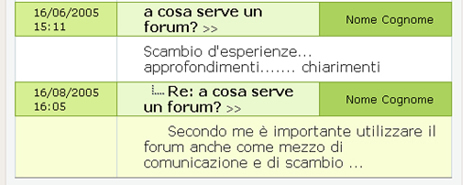 16/06/2005
15:11
a cosa serve un
forum? >>
Nome Cognome
Scambio d'esperienze...
approfondimenti....... chiarimenti
16/08/2005
16:05
Re: a cosa serve
un forum? >>
Nome Cognome
Secondo me è importante utilizzare il
forum anche come mezzo di
comunicazione e di scambio ...